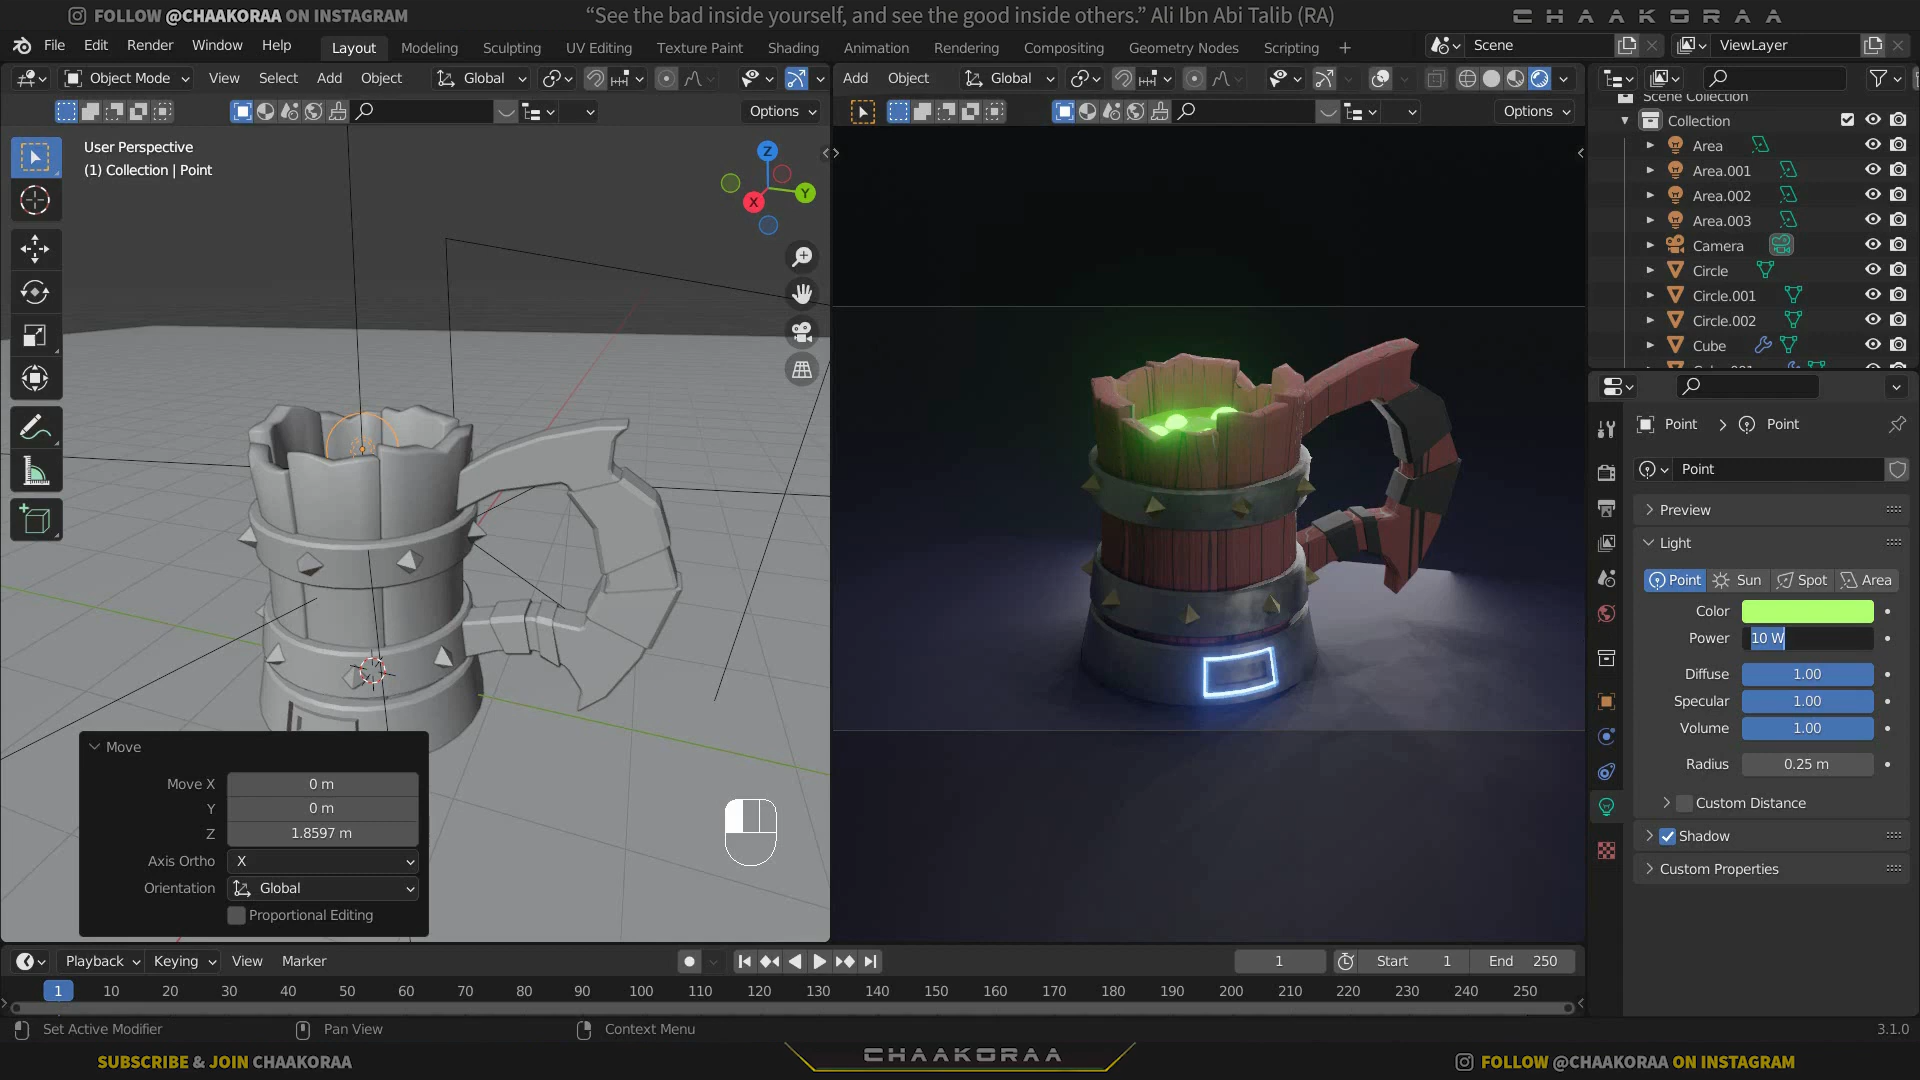 FOLLOW @CHAAKORAA ON INSTAGRAM
“See the bad inside yourself, and see the good inside others.” Ali Ibn Abi Talib (RA)
CHAAKORAA
File Edit Render Window Help
Layout Modeling Sculpting UV Editing Texture Paint Shading Animation Rendering Compositing Geometry Nodes Scripting
Scene
ViewLayer
Object Mode View Select Add Object Global
Add Object Global
Options
Options
User Perspective
(1) Collection | Point
Z
Y
X
Scene Collection
Collection
Area
Area.001
Area.002
Area.003
Camera
Circle
Circle.001
Circle.002
Cube
Point > Point
Point
Preview
Light
Point Sun Spot Area
Color
Power 10 W
Diffuse 1.00
Specular 1.00
Volume 1.00
Radius 0.25 m
Custom Distance
Shadow
Custom Properties
Move
Move X 0 m
Y 0 m
Z 1.8597 m
Axis Ortho X
Orientation Global
Proportional Editing
Playback Keying View Marker
1 Start 1 End 250
1 10 20 30 40 50 60 70 80 90 100 110 120 130 140 150 160 170 180 190 200 210 220 230 240 250
Set Active Modifier Pan View Context Menu 3.1.0
SUBSCRIBE & JOIN CHAAKORAA
CHAAKORAA
FOLLOW @CHAAKORAA ON INSTAGRAM